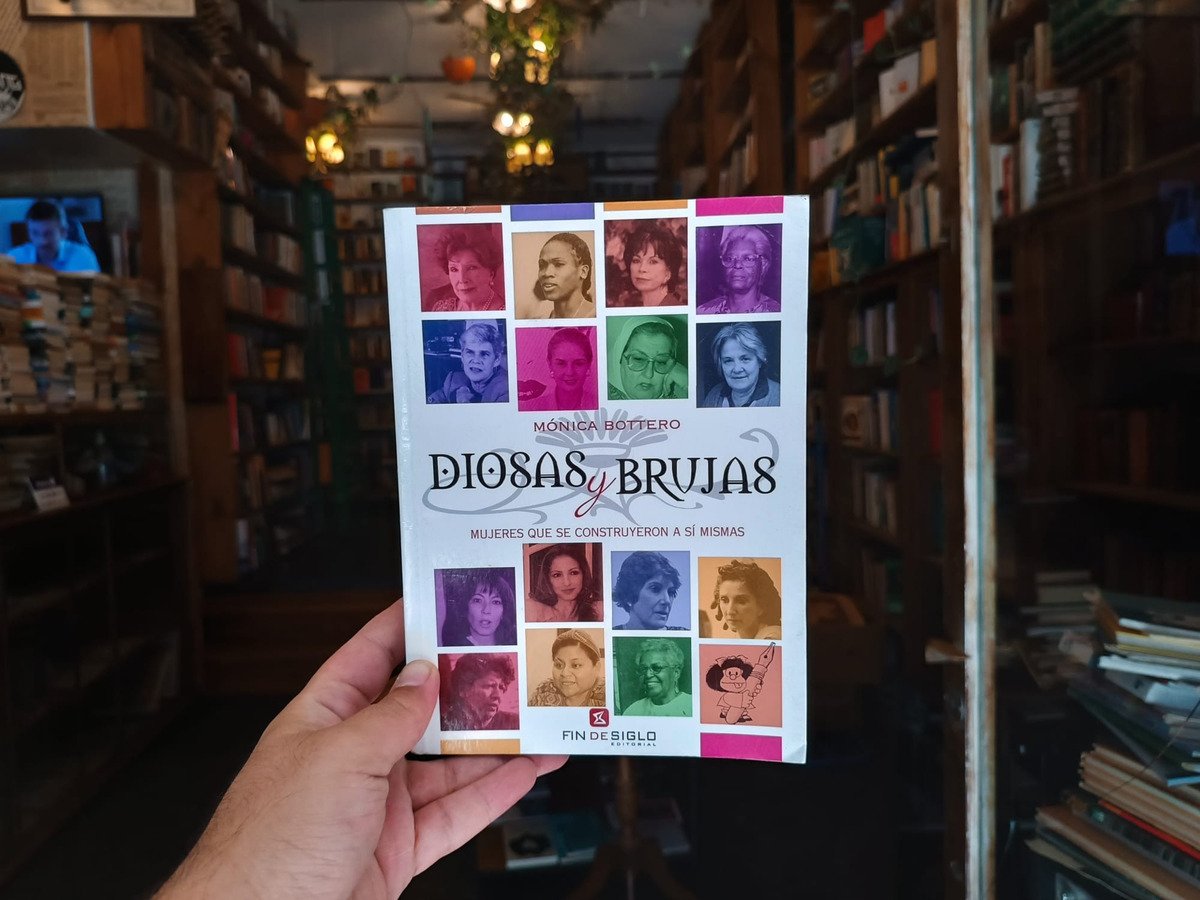 MÓNICA BOTTERO
DIOSAS y BRUJAS
MUJERES QUE SE CONSTRUYERON A SÍ MISMAS
FIN DE SIGLO
EDITORIAL